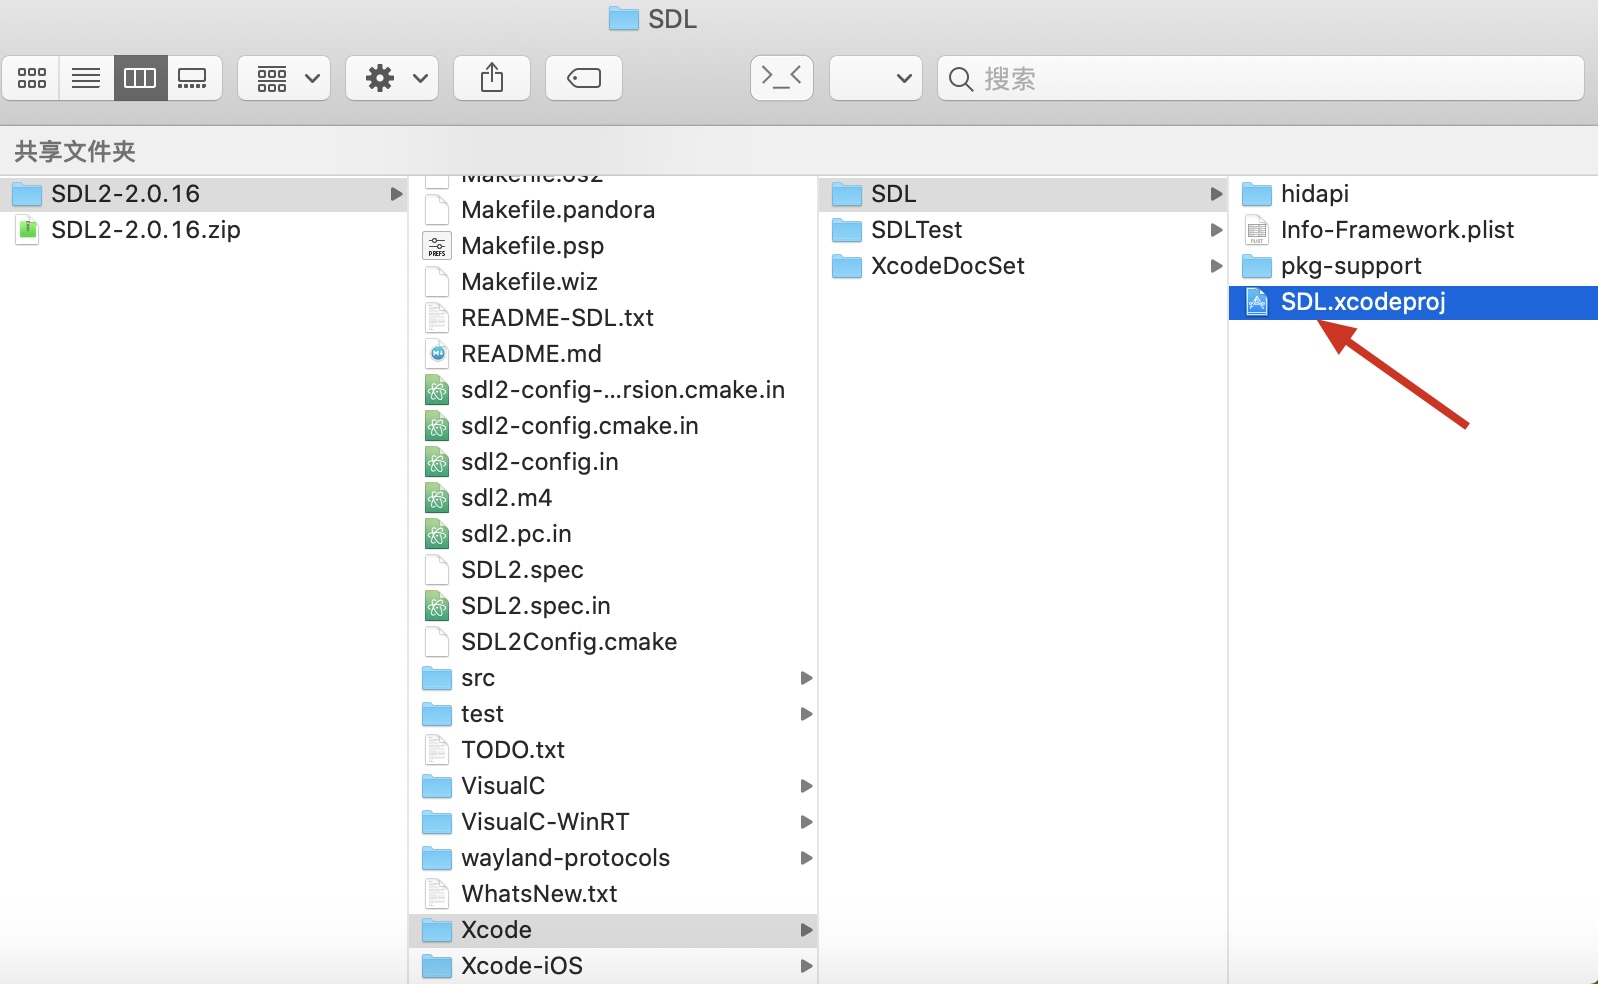 SDL
搜索
共享文件夹
SDL2-2.0.16
SDL2-2.0.16.zip
Makefile.os2
Makefile.pandora
Makefile.psp
Makefile.wiz
README-SDL.txt
README.md
sdl2-config-...rsion.cmake.in
sdl2-config.cmake.in
sdl2-config.in
sdl2.m4
sdl2.pc.in
SDL2.spec
SDL2.spec.in
SDL2Config.cmake
src
test
TODO.txt
VisualC
VisualC-WinRT
wayland-protocols
WhatsNew.txt
Xcode
Xcode-iOS
SDL
SDLTest
XcodeDocSet
hidapi
Info-Framework.plist
pkg-support
SDL.xcodeproj